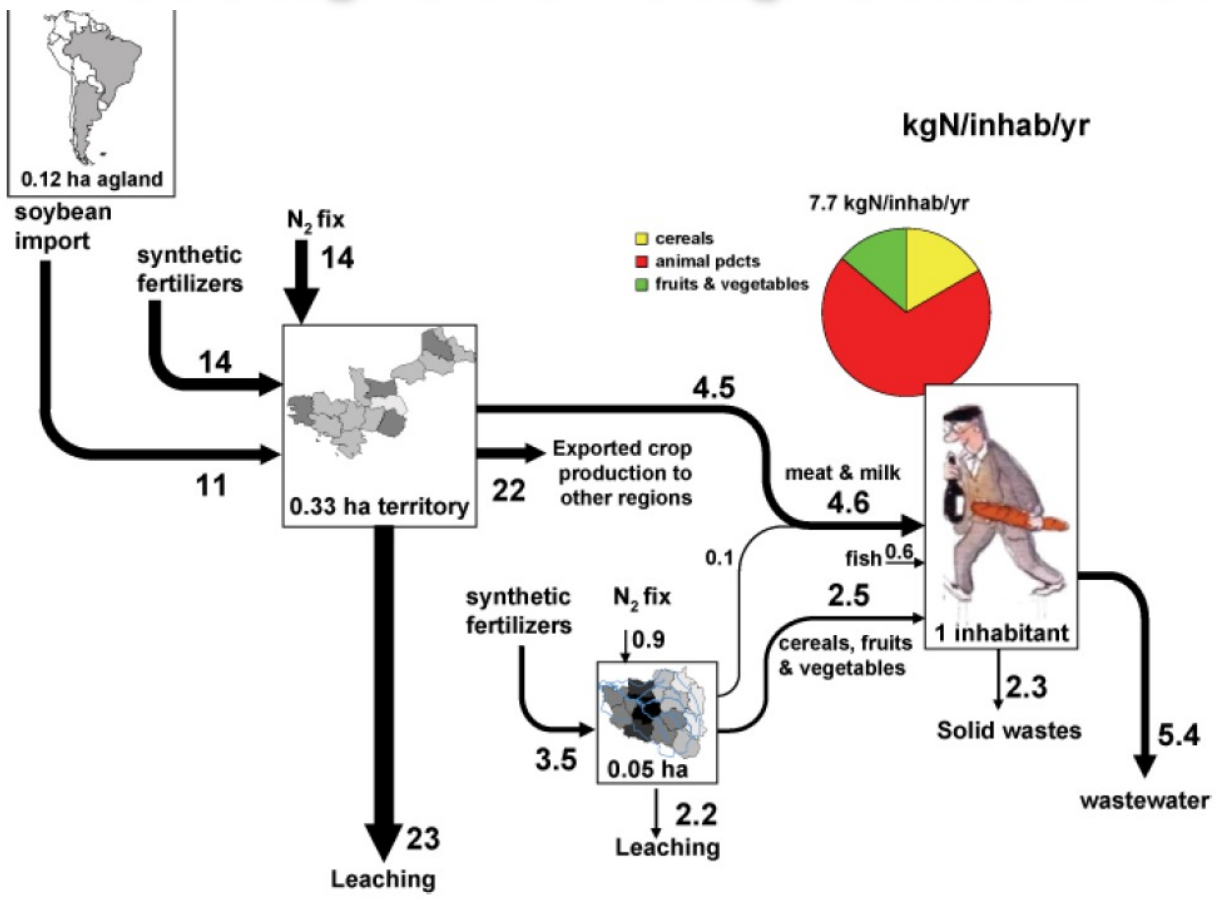 0.12 ha agland
soybean
import
kgN/inhab/yr
7.7 kgN/inhab/yr
cereals
animal pdcts
fruits & vegetables
N2 fix
14
synthetic
fertilizers
14
11
0.33 ha territory
4.5
22
Exported crop
production to
other regions
meat & milk
4.6
0.1
fish 0.6
2.5
cereals, fruits
& vegetables
1 inhabitant
synthetic
fertilizers
N2 fix
0.9
3.5
0.05 ha
2.2
Leaching
2.3
Solid wastes
5.4
wastewater
23
Leaching